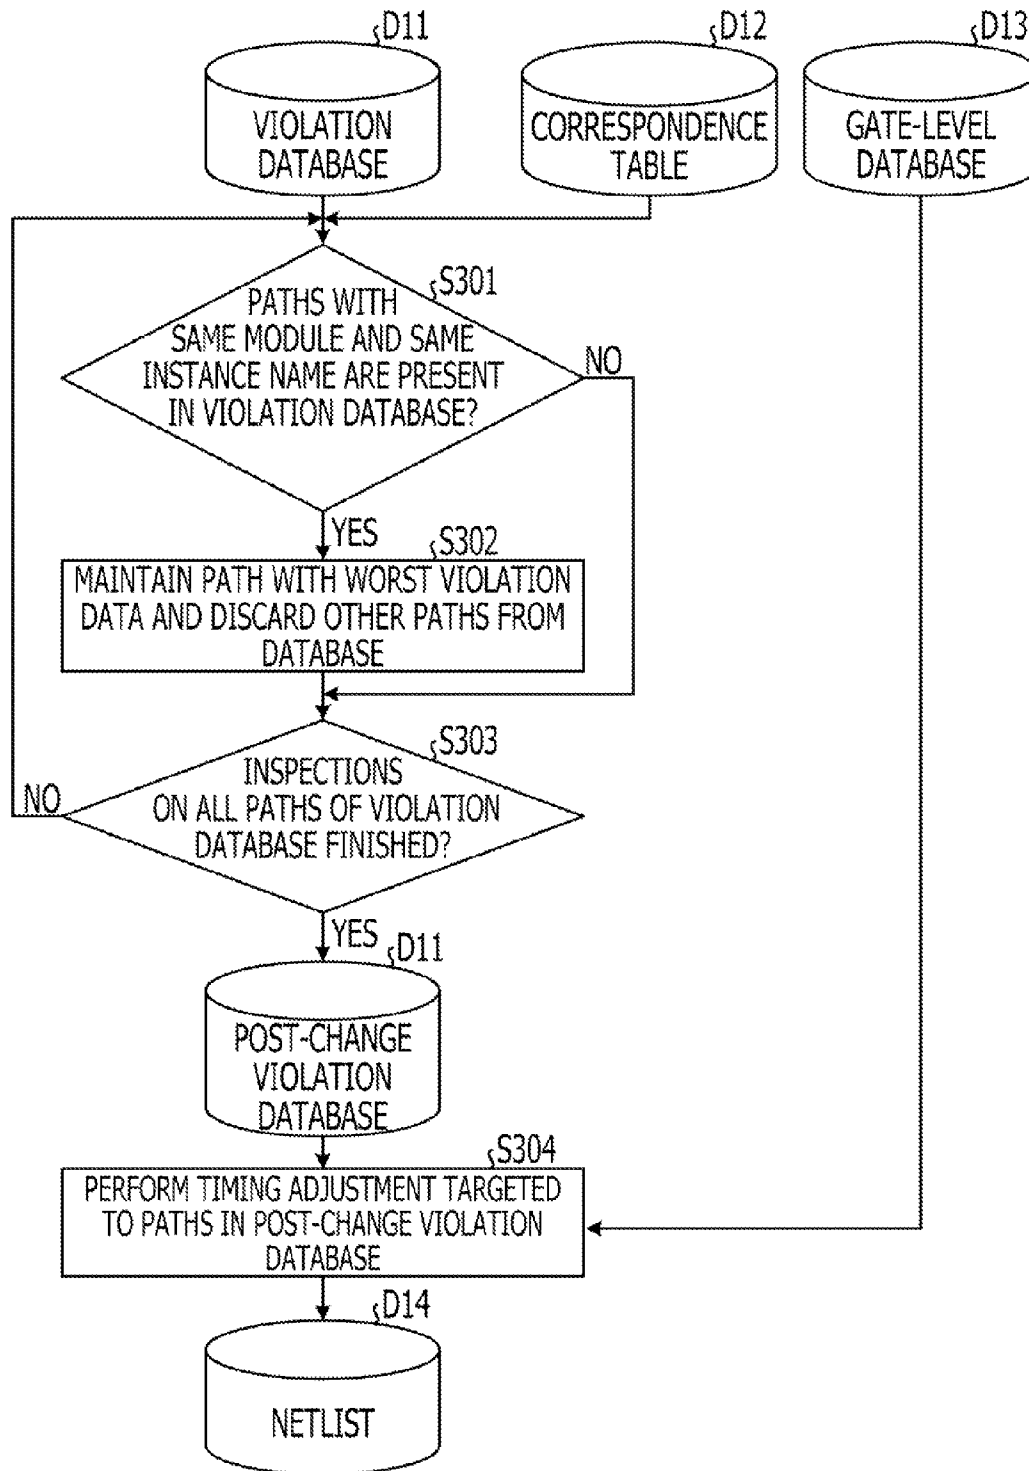 D11
D12
D13
VIOLATION
DATABASE
CORRESPONDENCE
TABLE
GATE-LEVEL
DATABASE
S301
PATHS WITH
SAME MODULE AND SAME
INSTANCE NAME ARE PRESENT
IN VIOLATION DATABASE?
NO
YES
S302
MAINTAIN PATH WITH WORST VIOLATION
DATA AND DISCARD OTHER PATHS FROM
DATABASE
S303
INSPECTIONS
ON ALL PATHS OF VIOLATION
DATABASE FINISHED?
NO
YES
D11
POST-CHANGE
VIOLATION
DATABASE
S304
PERFORM TIMING ADJUSTMENT TARGETED
TO PATHS IN POST-CHANGE VIOLATION
DATABASE
D14
NETLIST